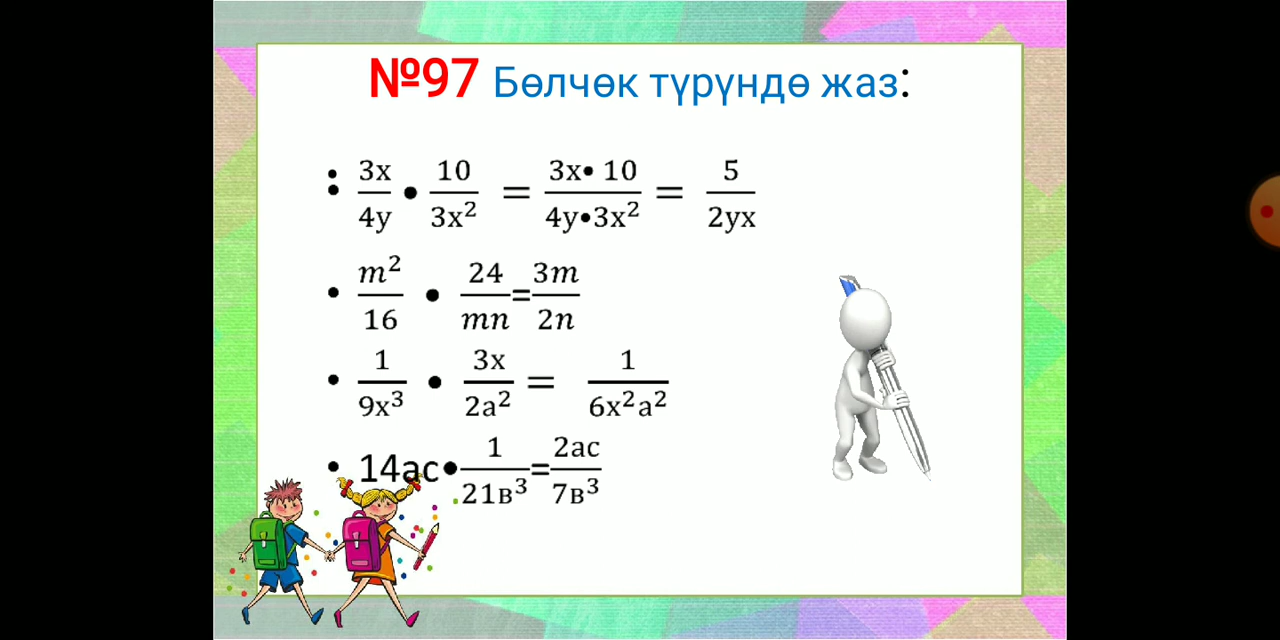 №97 Бөлчөк түрүндө жаз:
• 3x/4y • 10/3x² = 3x• 10/4y•3x² = 5/2yx
• m²/16 • 24/mn = 3m/2n
• 1/9x³ • 3x/2a² = 1/6x²a²
• 14ac•1/21в³=2ac/7в³